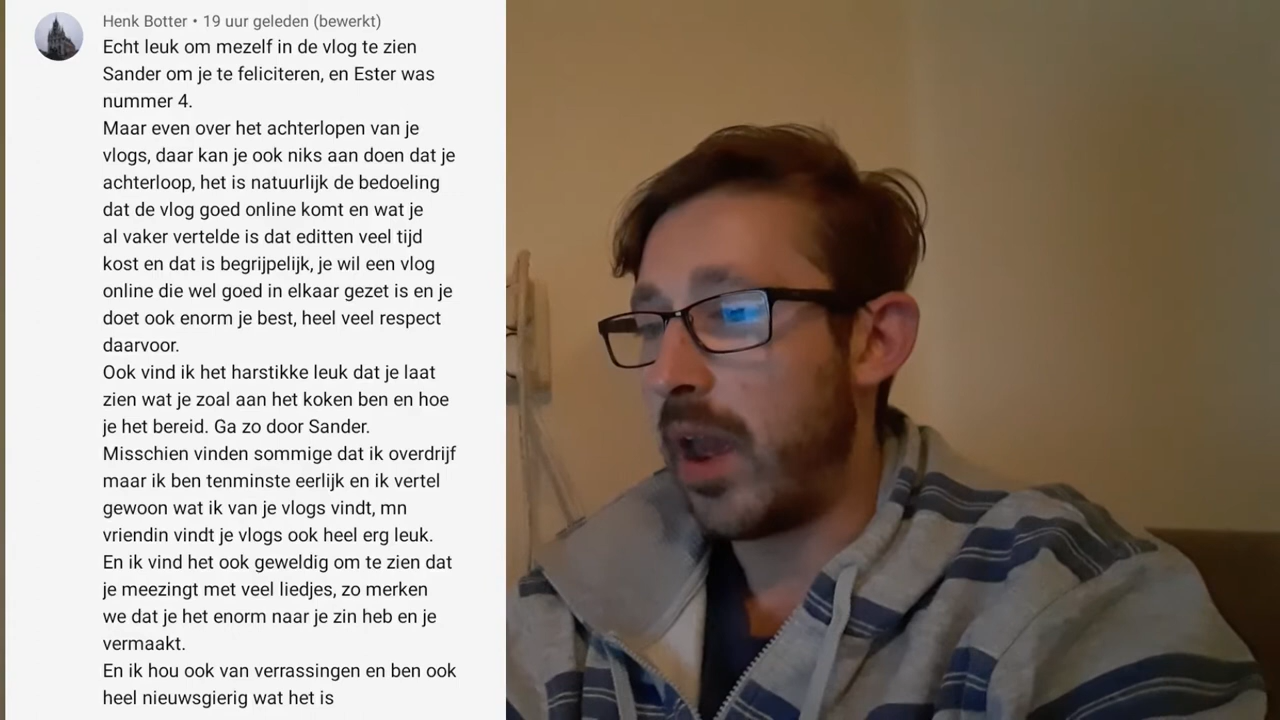 Henk Botter • 19 uur geleden (bewerkt)
Echt leuk om mezelf in de vlog te zien
Sander om je te feliciteren, en Ester was
nummer 4.
Maar even over het achterlopen van je
vlogs, daar kan je ook niks aan doen dat je
achterloop, het is natuurlijk de bedoeling
dat de vlog goed online komt en wat je
al vaker vertelde is dat editten veel tijd
kost en dat is begrijpelijk, je wil een vlog
online die wel goed in elkaar gezet is en je
doet ook enorm je best, heel veel respect
daarvoor.
Ook vind ik het harstikke leuk dat je laat
zien wat je zoal aan het koken ben en hoe
je het bereid. Ga zo door Sander.
Misschien vinden sommige dat ik overdrijf
maar ik ben tenminste eerlijk en ik vertel
gewoon wat ik van je vlogs vindt, mn
vriendin vindt je vlogs ook heel erg leuk.
En ik vind het ook geweldig om te zien dat
je meezingt met veel liedjes, zo merken
we dat je het enorm naar je zin heb en je
vermaakt.
En ik hou ook van verrassingen en ben ook
heel nieuwsgierig wat het is